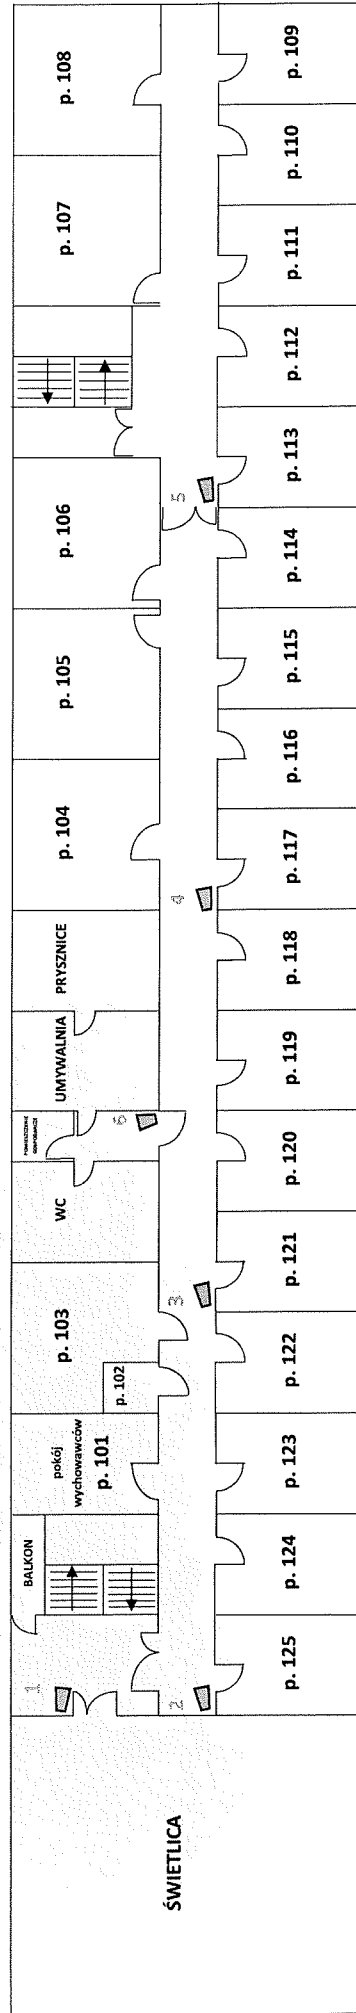 p. 108
p. 107
p. 106
p. 105
p. 104
PRYSZNICE
UMYWALNIA
POMIESZCZENIE
GOSPODARCZE
WC
p. 103
p. 102
pokój
wychowawców
p. 101
BALKON
1
2
3
4
5
6
ŚWIETLICA
p. 109
p. 110
p. 111
p. 112
p. 113
p. 114
p. 115
p. 116
p. 117
p. 118
p. 119
p. 120
p. 121
p. 122
p. 123
p. 124
p. 125